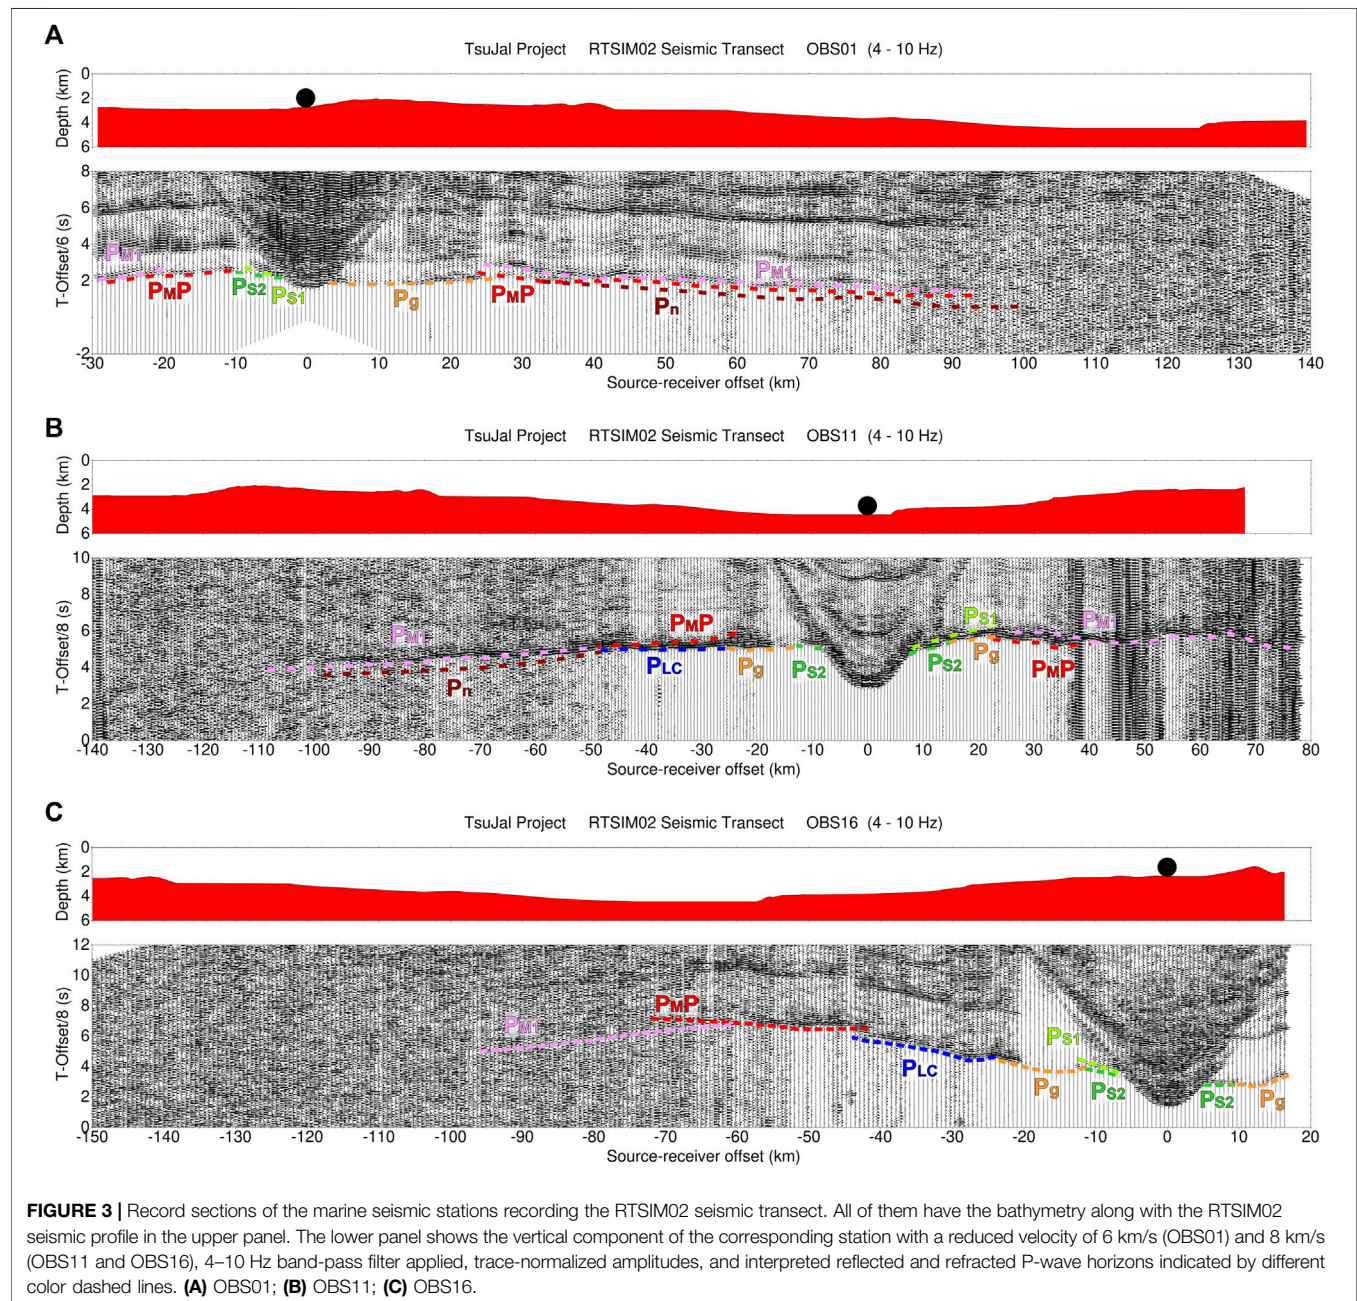 A
TsuJal Project RTSIM02 Seismic Transect OBS01 (4 - 10 Hz)
Depth (km)
0
2
4
6
T-Offset/6 (s)
8
6
4
2
-2
PM1
PMP
PS2
PS1
Pg
PMP
Pn
PM1
-30 -20 -10 0 10 20 30 40 50 60 70 80 90 100 110 120 130 140
Source-receiver offset (km)
B
TsuJal Project RTSIM02 Seismic Transect OBS11 (4 - 10 Hz)
Depth (km)
0
2
4
6
T-Offset/8 (s)
10
8
6
4
2
0
PM1
Pn
PMP
PLC
Pg
PS2
PS1
PS2
Pg
PMP
PM1
-140 -130 -120 -110 -100 -90 -80 -70 -60 -50 -40 -30 -20 -10 0 10 20 30 40 50 60 70 80
Source-receiver offset (km)
C
TsuJal Project RTSIM02 Seismic Transect OBS16 (4 - 10 Hz)
Depth (km)
0
2
4
6
T-Offset/8 (s)
12
10
8
6
4
2
0
PM1
PMP
PLC
Pg
PS1
PS2
PS2
Pg
-150 -140 -130 -120 -110 -100 -90 -80 -70 -60 -50 -40 -30 -20 -10 0 10 20
Source-receiver offset (km)
FIGURE 3 | Record sections of the marine seismic stations recording the RTSIM02 seismic transect. All of them have the bathymetry along with the RTSIM02
seismic profile in the upper panel. The lower panel shows the vertical component of the corresponding station with a reduced velocity of 6 km/s (OBS01) and 8 km/s
(OBS11 and OBS16), 4–10 Hz band-pass filter applied, trace-normalized amplitudes, and interpreted reflected and refracted P-wave horizons indicated by different
color dashed lines. (A) OBS01; (B) OBS11; (C) OBS16.